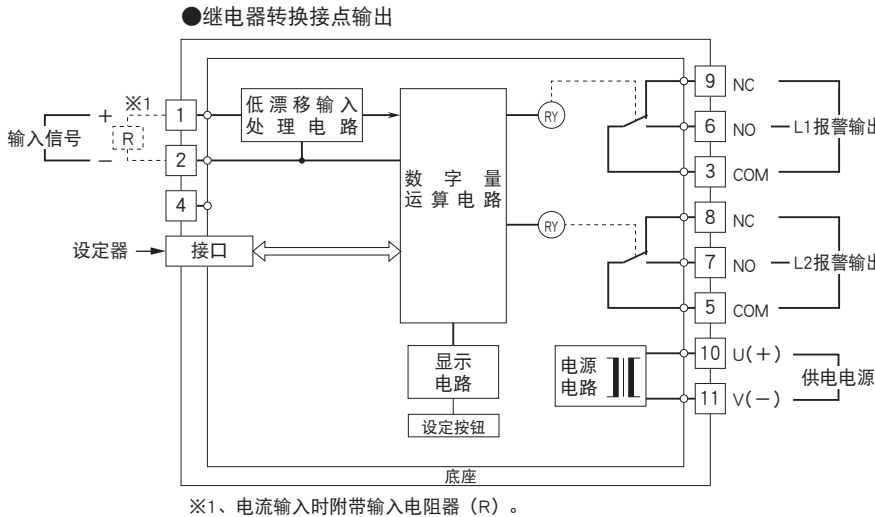 ●继电器转换接点输出
※1
+
输入信号
R
−
1
2
4
低漂移输入
处理电路
设定器
接口
数字量
运算电路
RY
RY
显示
电路
设定按钮
电源
电路
9 NC
6 NO
3 COM
L1报警输出
8 NC
7 NO
5 COM
L2报警输出
10 U(+)
11 V(−)
供电电源
底座
※1、电流输入时附带输入电阻器（R）。